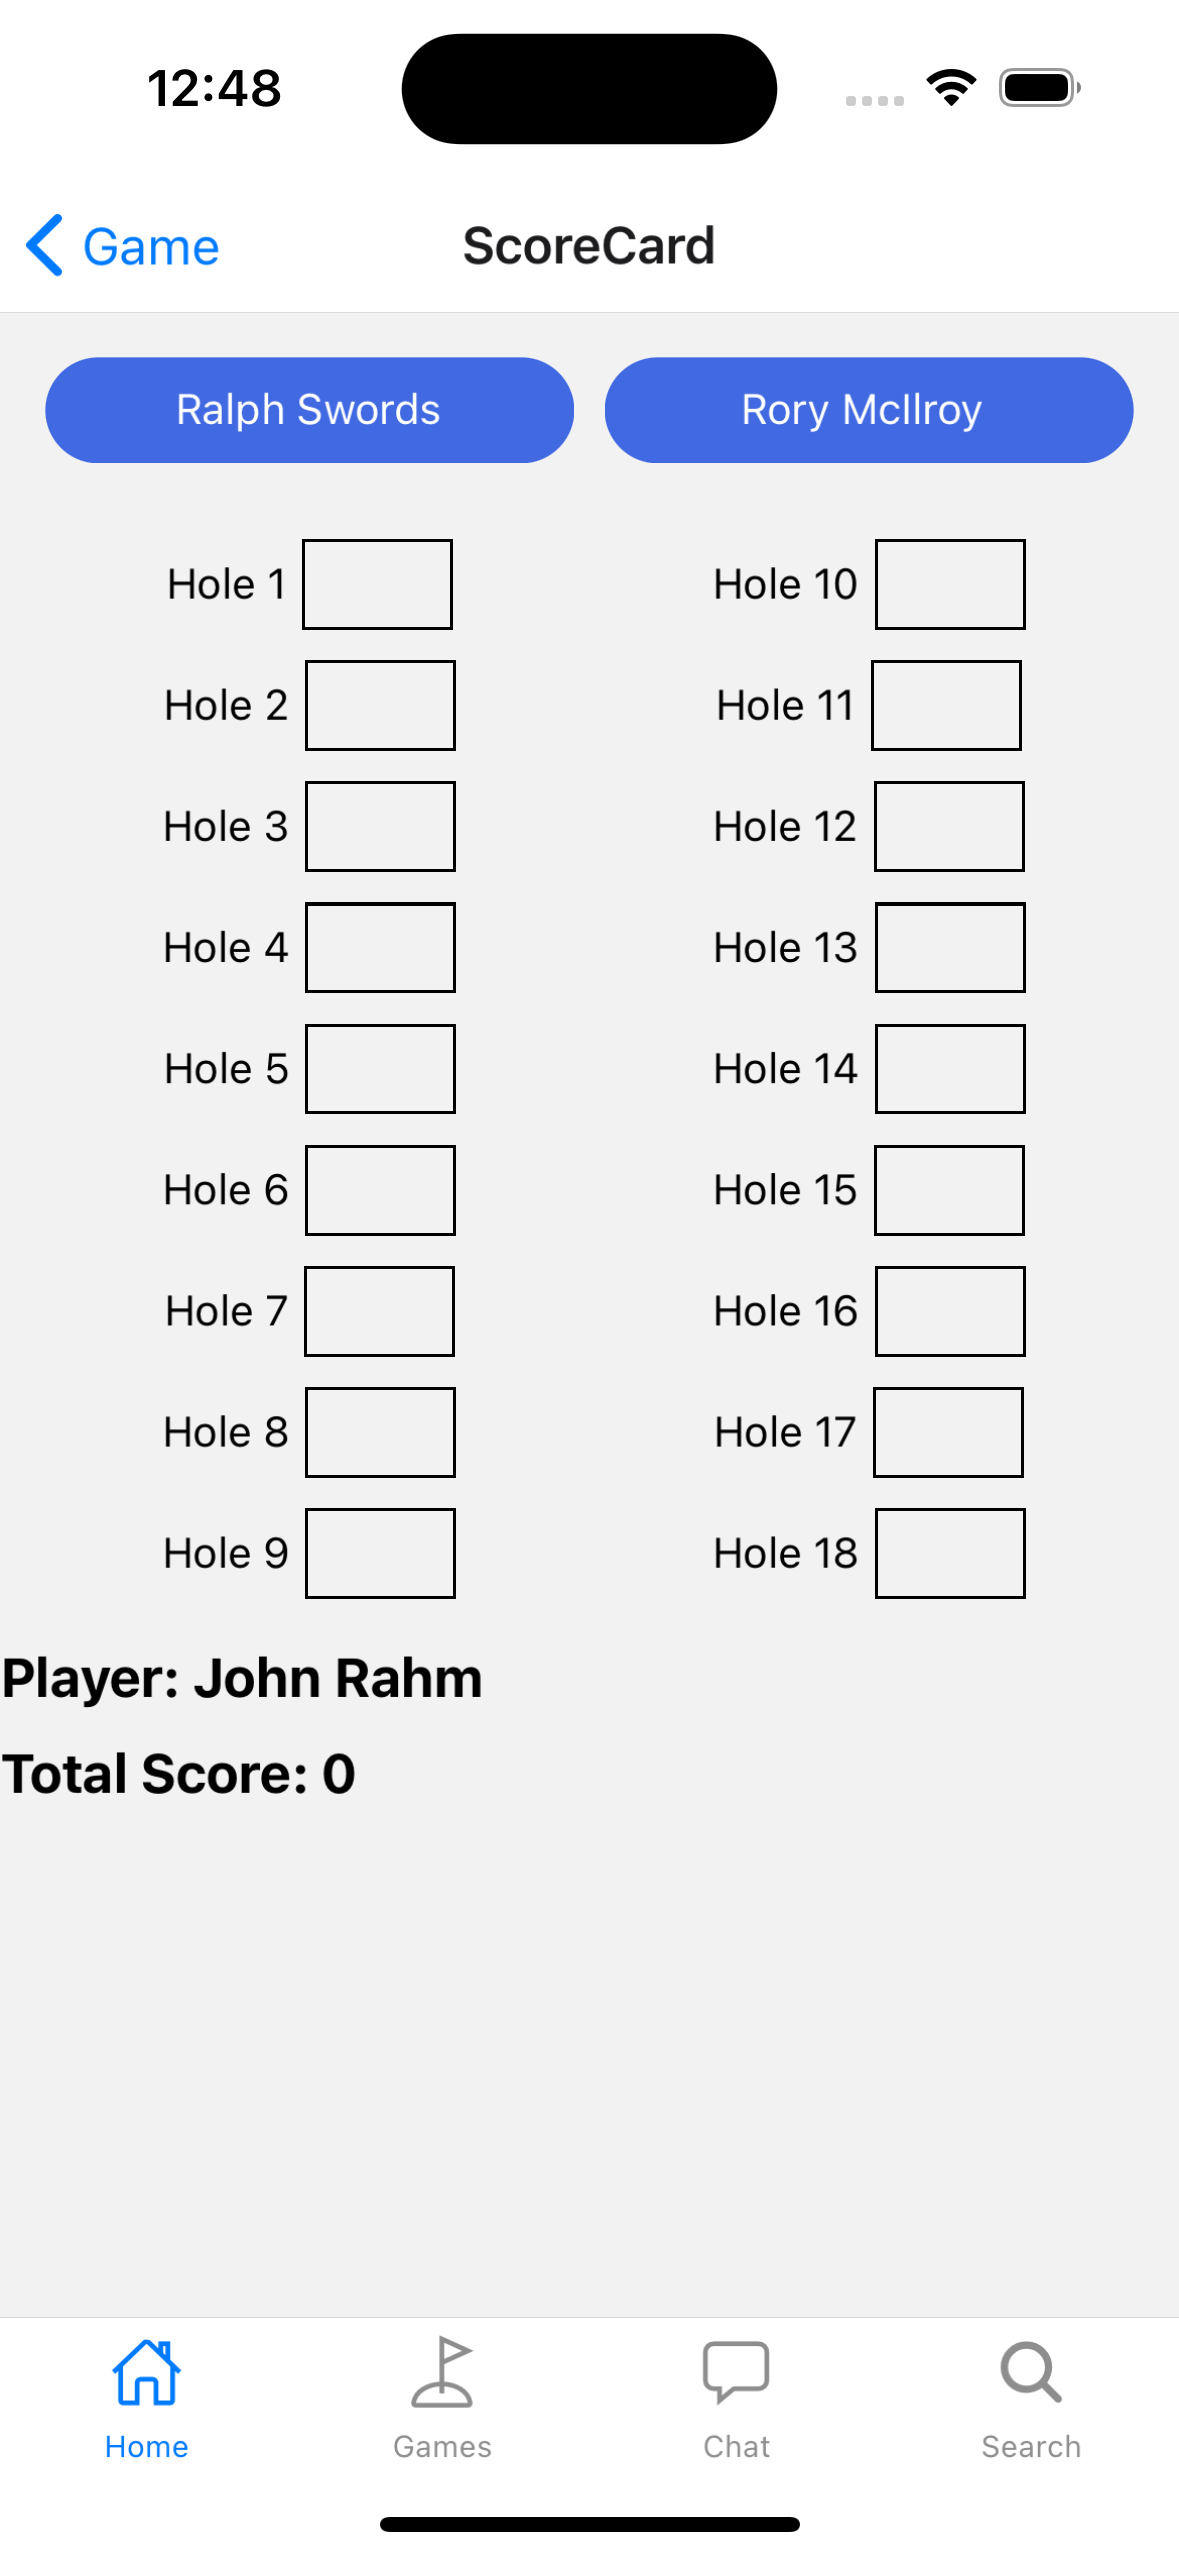 12:48
Game ScoreCard
Ralph Swords Rory McIlroy
Hole 1 Hole 10
Hole 2 Hole 11
Hole 3 Hole 12
Hole 4 Hole 13
Hole 5 Hole 14
Hole 6 Hole 15
Hole 7 Hole 16
Hole 8 Hole 17
Hole 9 Hole 18
Player: John Rahm
Total Score: 0
Home Games Chat Search